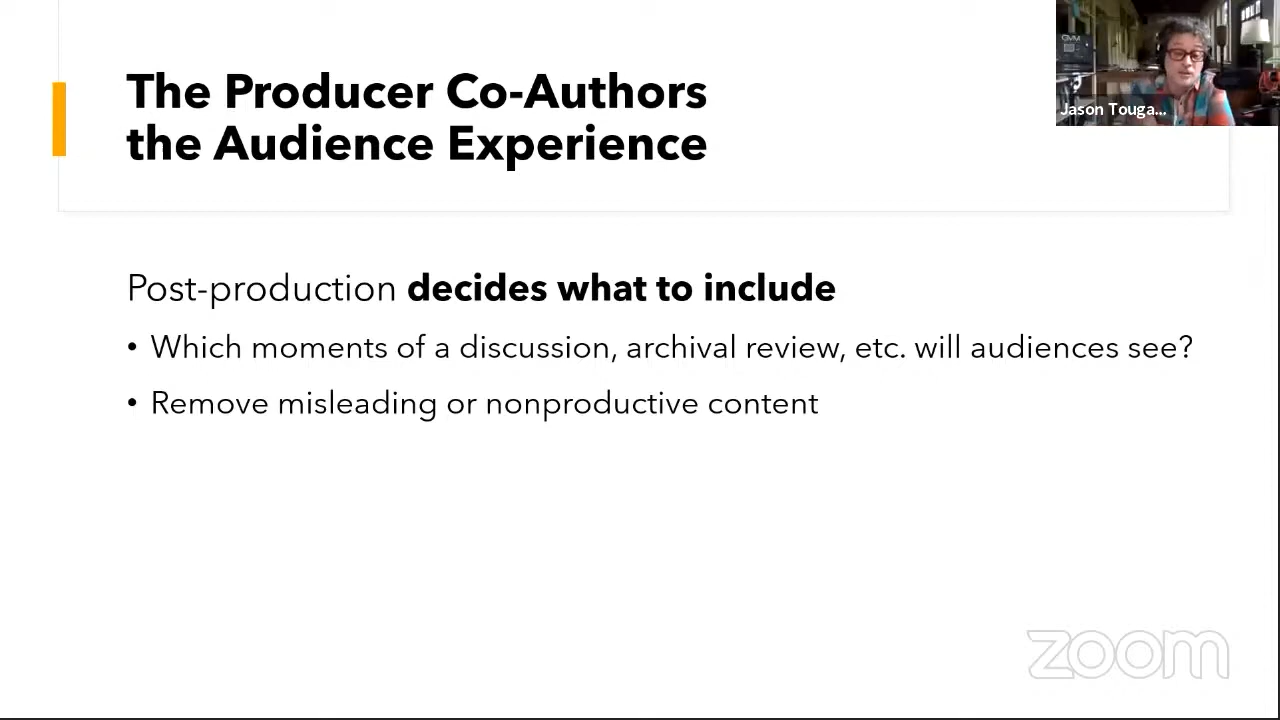 The Producer Co-Authors
the Audience Experience
Jason Touga...
Post-production decides what to include
• Which moments of a discussion, archival review, etc. will audiences see?
• Remove misleading or nonproductive content
zoom